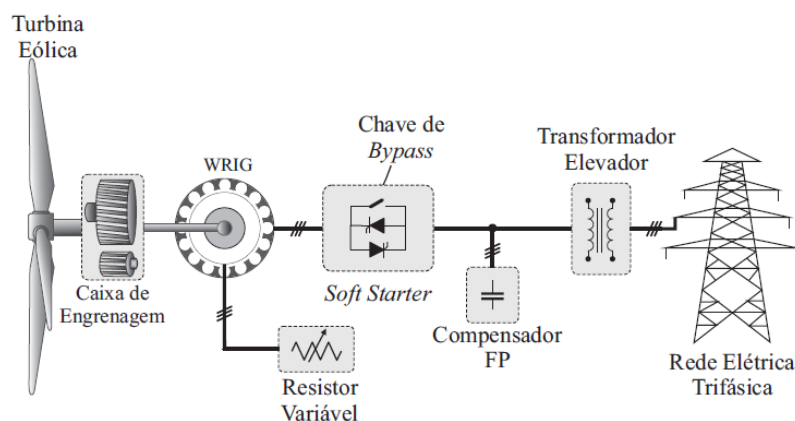 Turbina
Eólica
Caixa de
Engrenagem
WRIG
Resistor
Variável
Chave de
Bypass
Soft Starter
Compensador
FP
Transformador
Elevador
Rede Elétrica
Trifásica